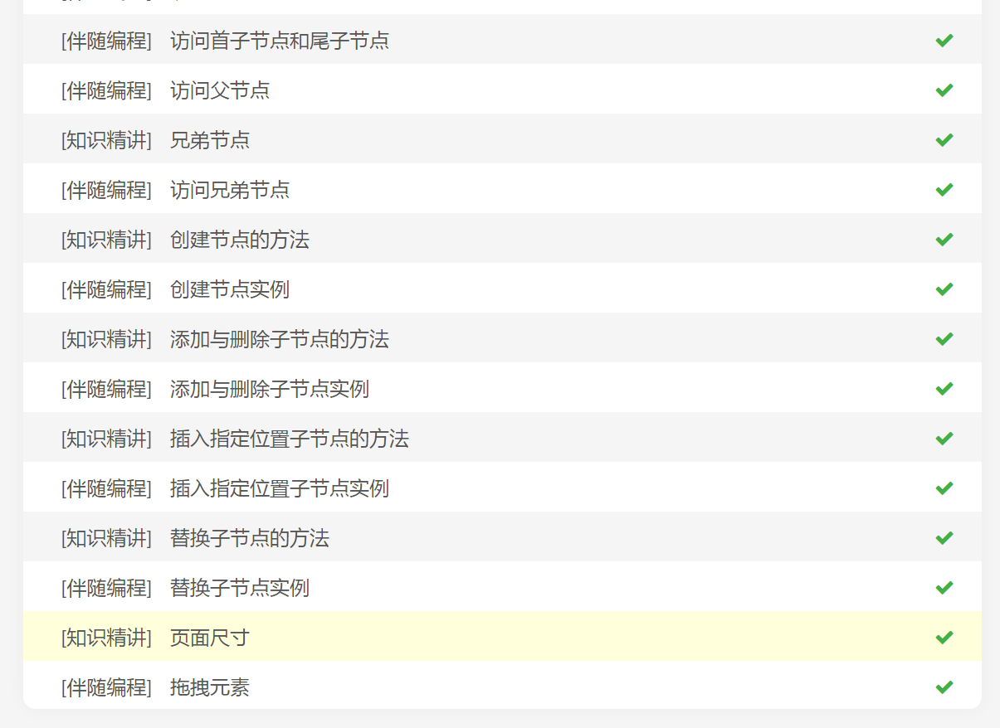 [伴随编程] 访问首子节点和尾子节点
[伴随编程] 访问父节点
[知识精讲] 兄弟节点
[伴随编程] 访问兄弟节点
[知识精讲] 创建节点的方法
[伴随编程] 创建节点实例
[知识精讲] 添加与删除子节点的方法
[伴随编程] 添加与删除子节点实例
[知识精讲] 插入指定位置子节点的方法
[伴随编程] 插入指定位置子节点实例
[知识精讲] 替换子节点的方法
[伴随编程] 替换子节点实例
[知识精讲] 页面尺寸
[伴随编程] 拖拽元素